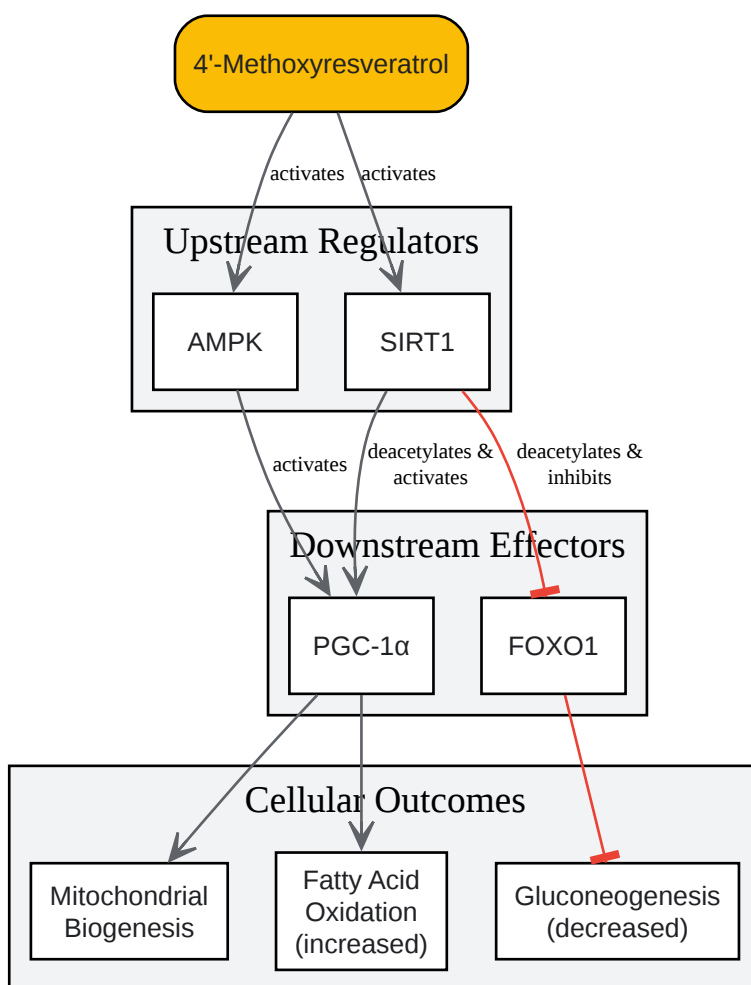 4'-Methoxyresveratrol
activates
activates
Upstream Regulators
AMPK
SIRT1
activates
deacetylates &
activates
deacetylates &
inhibits
Downstream Effectors
PGC-1α
FOXO1
Cellular Outcomes
Mitochondrial
Biogenesis
Fatty Acid
Oxidation
(increased)
Gluconeogenesis
(decreased)